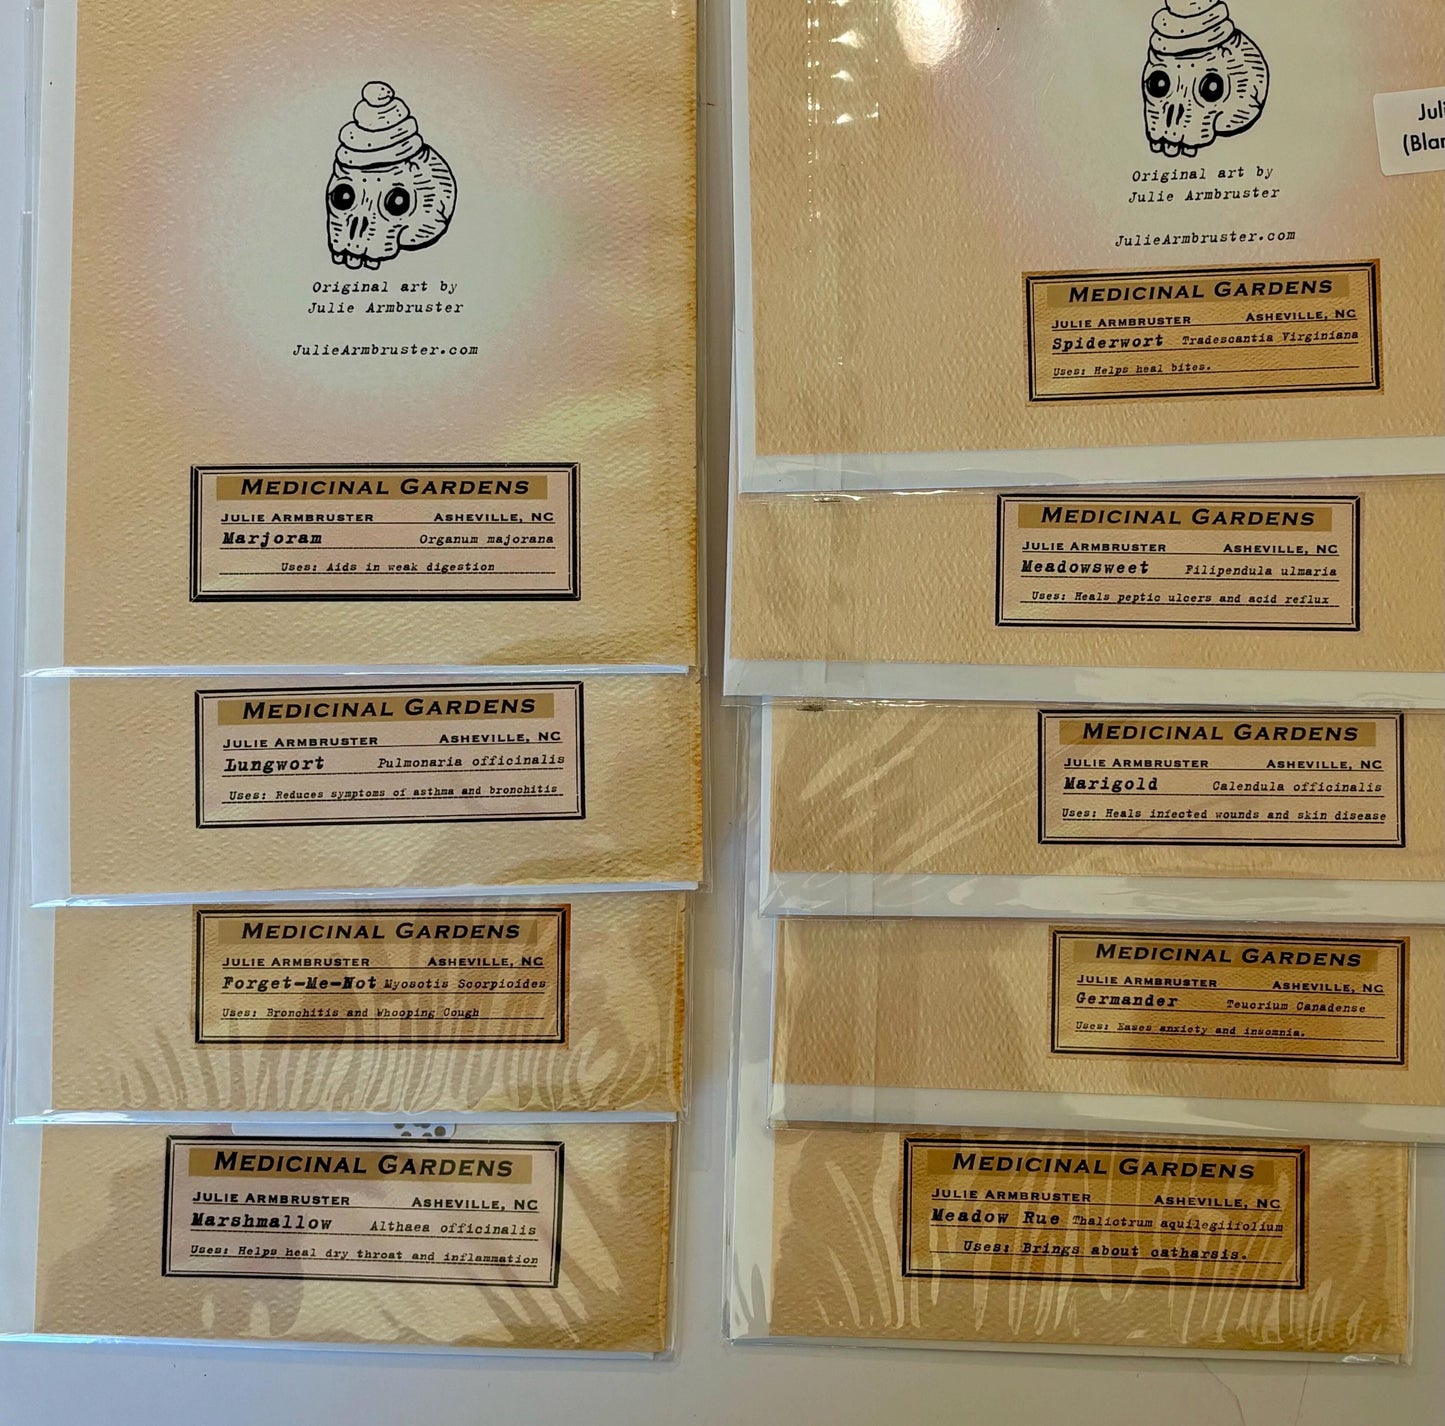 Original art by
Julie Armbruster
JulieArmbruster.com
MEDICINAL GARDENS
JULIE ARMBRUSTER ASHEVILLE, NC
Marjoram Organum majorana
Uses: Aids in weak digestion
MEDICINAL GARDENS
JULIE ARMBRUSTER ASHEVILLE, NC
Lungwort Pulmonaria officinalis
Uses: Reduces symptoms of asthma and bronchitis
MEDICINAL GARDENS
JULIE ARMBRUSTER ASHEVILLE, NC
Forget-Me-Not Myosotis Scorpioides
Uses: Bronchitis and Whooping Cough
MEDICINAL GARDENS
JULIE ARMBRUSTER ASHEVILLE, NC
Marshmallow Althaea officinalis
Uses: Helps heal dry throat and inflammation
Original art by
Julie Armbruster
JulieArmbruster.com
Juli
(Blan
MEDICINAL GARDENS
JULIE ARMBRUSTER ASHEVILLE, NC
Spiderwort Tradescantia Virginiana
Uses: Helps heal bites.
MEDICINAL GARDENS
JULIE ARMBRUSTER ASHEVILLE, NC
Meadowsweet Filipendula ulmaria
Uses: Heals peptic ulcers and acid reflux
MEDICINAL GARDENS
JULIE ARMBRUSTER ASHEVILLE, NC
Marigold Calendula officinalis
Uses: Heals infected wounds and skin disease
MEDICINAL GARDENS
JULIE ARMBRUSTER ASHEVILLE, NC
Germander Teucrium Canadense
Uses: Eases anxiety and insomnia.
MEDICINAL GARDENS
JULIE ARMBRUSTER ASHEVILLE, NC
Meadow Rue Thalictrum aquilegiifolium
Uses: Brings about catharsis.